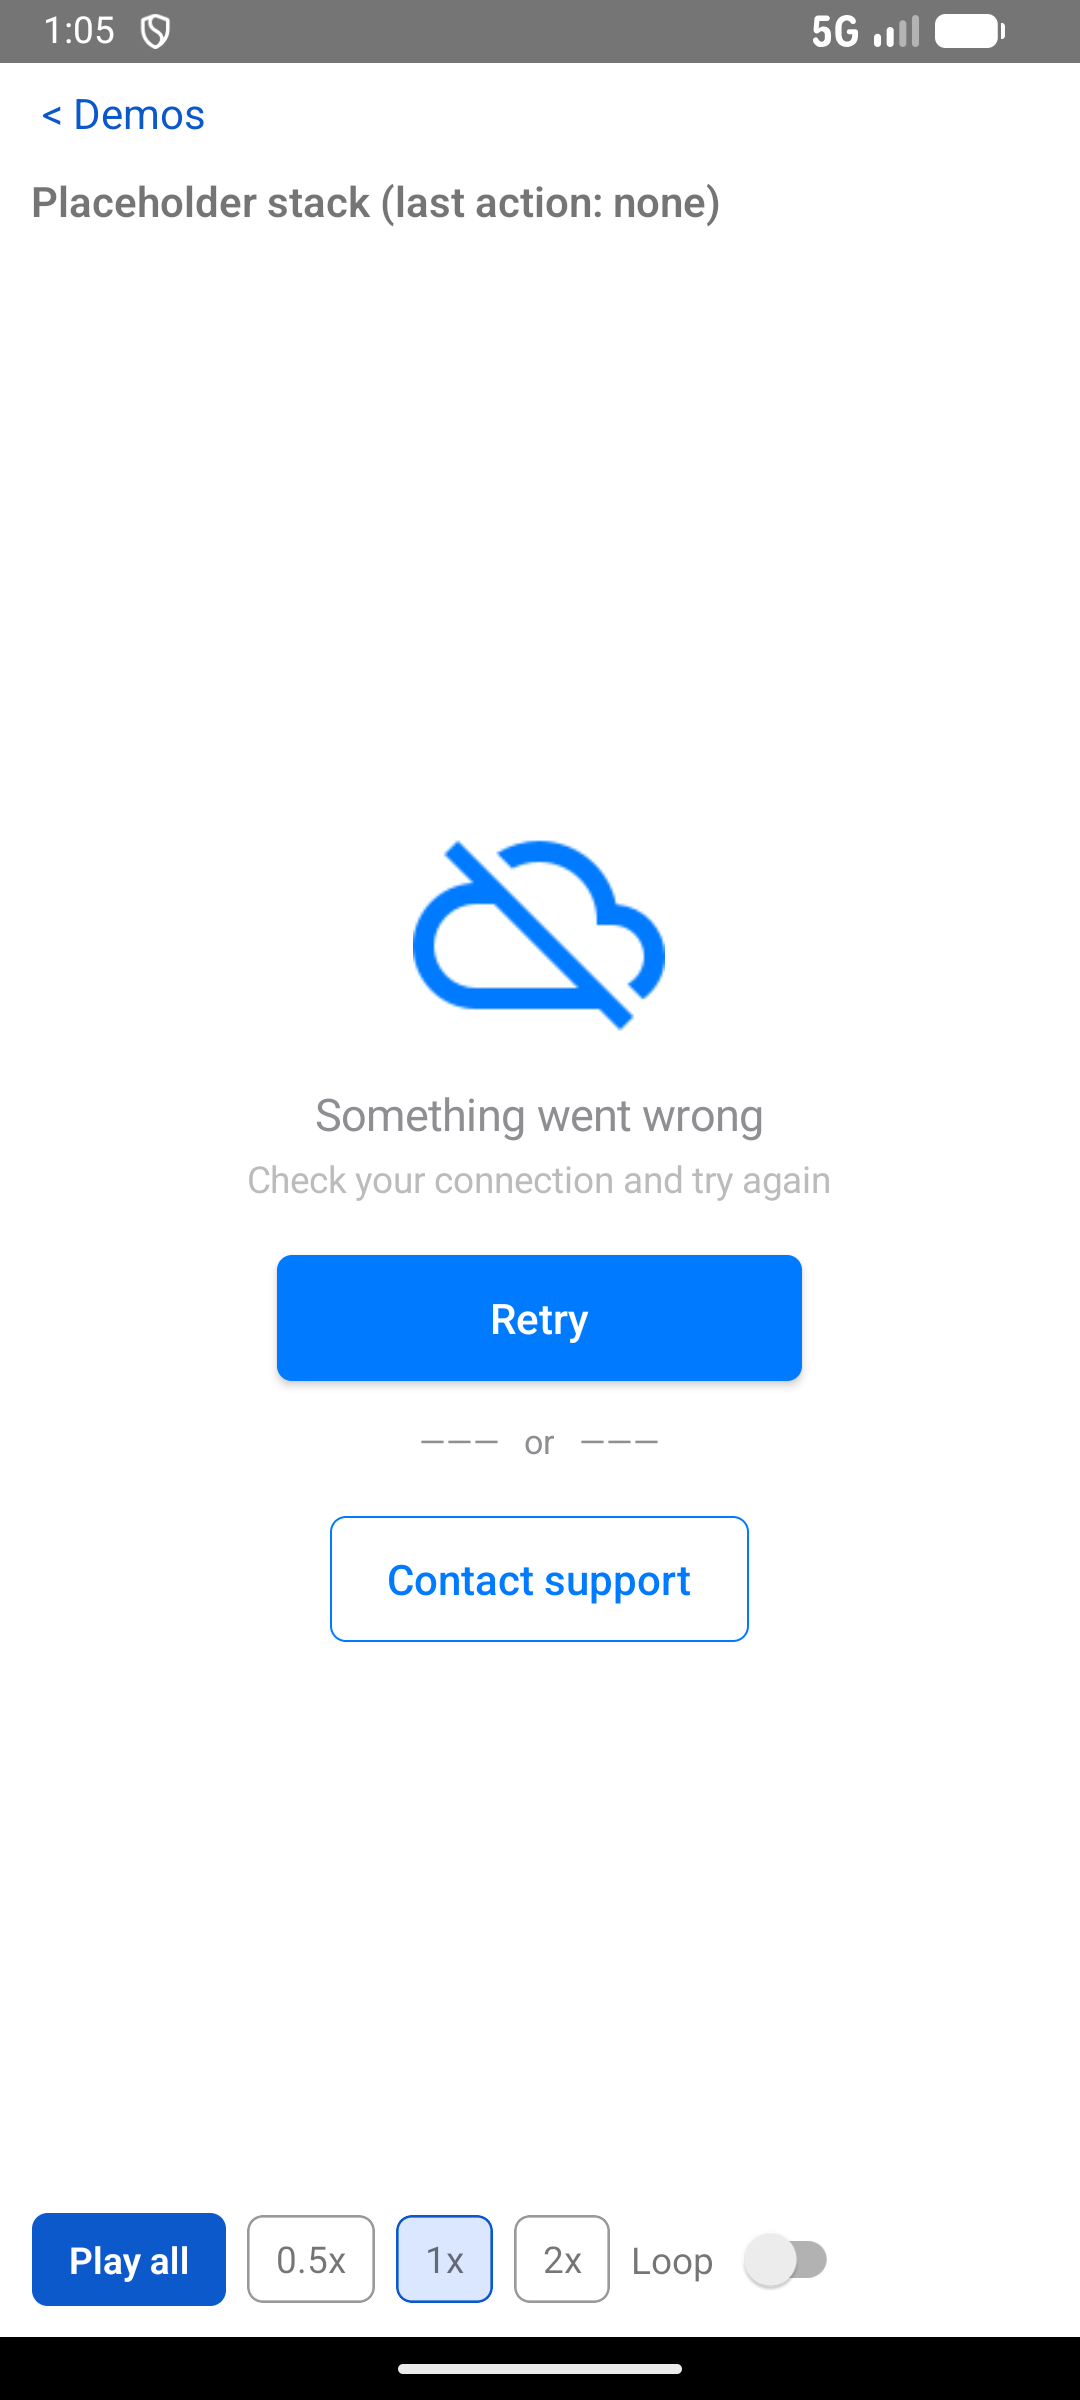 1:05
5G
< Demos
Placeholder stack (last action: none)
Something went wrong
Check your connection and try again
Retry
––– or –––
Contact support
Play all
0.5x
1x
2x
Loop